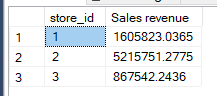 store_id Sales revenue
1 1 1605823.0365
2 2 5215751.2775
3 3 867542.2436